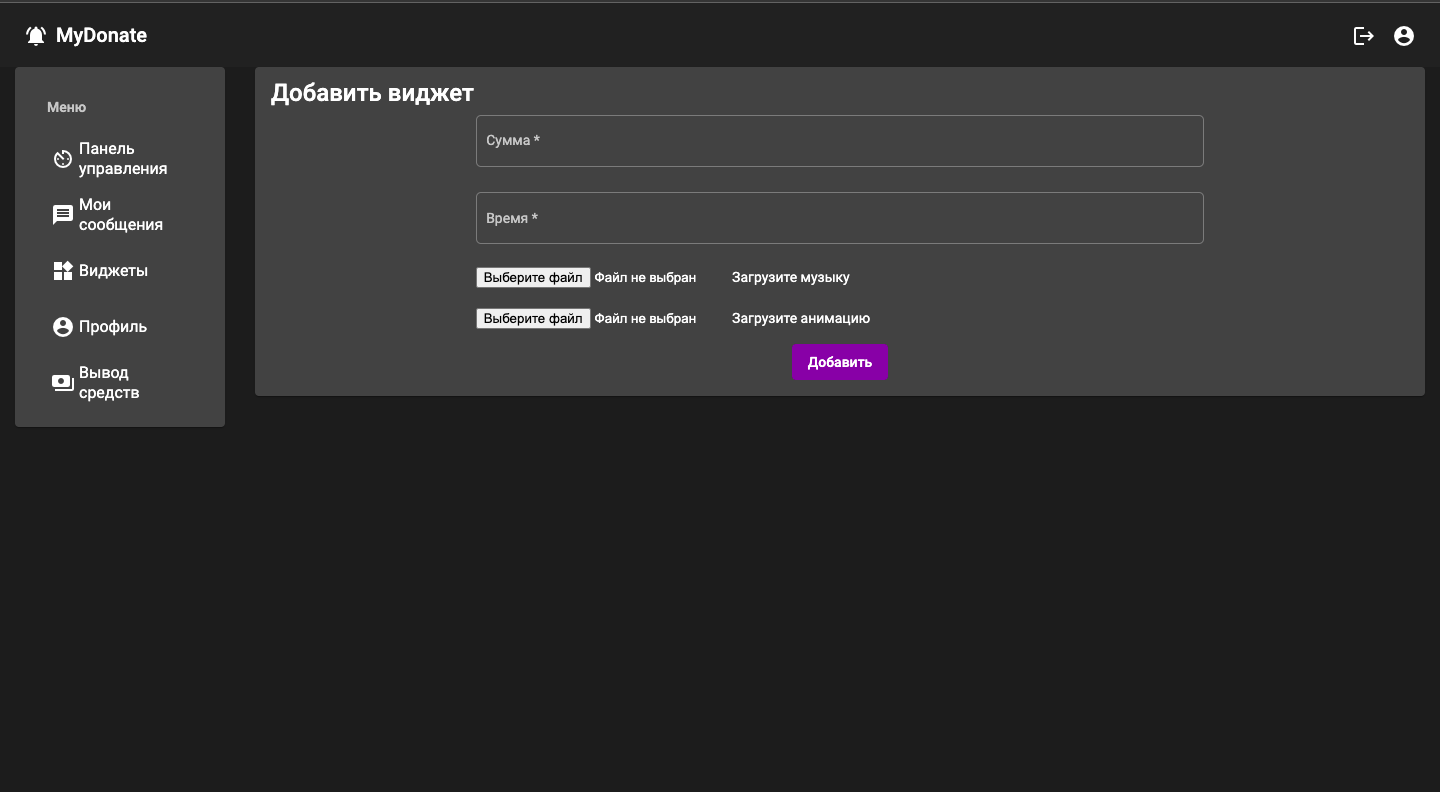 MyDonate
Меню
Панель
управления
Мои
сообщения
Виджеты
Профиль
Вывод
средств
Добавить виджет
Сумма *
Время *
Выберите файл Файл не выбран Загрузите музыку
Выберите файл Файл не выбран Загрузите анимацию
Добавить